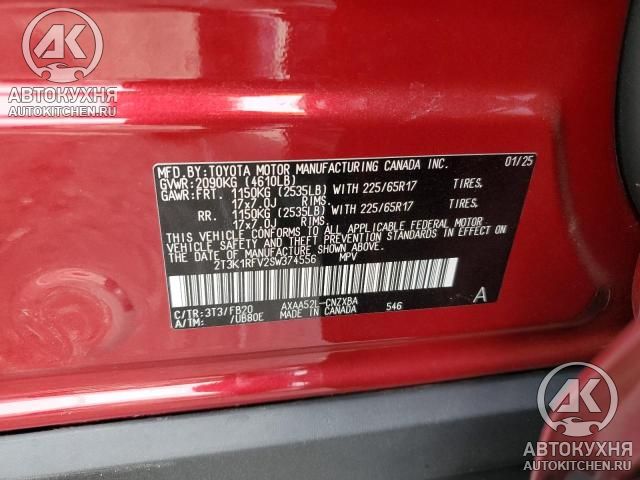 АК
АВТОКУХНЯ
AUTOKITCHEN.RU
MFD. BY: TOYOTA MOTOR MANUFACTURING CANADA INC. 01/25
GVWR: 2090KG (4610LB)
GAWR: FRT. 1150KG (2535LB) WITH 225/65R17 TIRES.
17x7.0J RIMS.
RR. 1150KG (2535LB) WITH 225/65R17 TIRES.
17x7.0J RIMS.
THIS VEHICLE CONFORMS TO ALL APPLICABLE FEDERAL MOTOR
VEHICLE SAFETY AND THEFT PREVENTION STANDARDS IN EFFECT ON
THE DATE OF MANUFACTURE SHOWN ABOVE.
2T3K1RFV2SW374556 MPV
C/TR: 3T3/FB20 AXAA52L-CNZXBA 546 A
A/TM: /UB80E MADE IN CANADA
АК
АВТОКУХНЯ
AUTOKITCHEN.RU